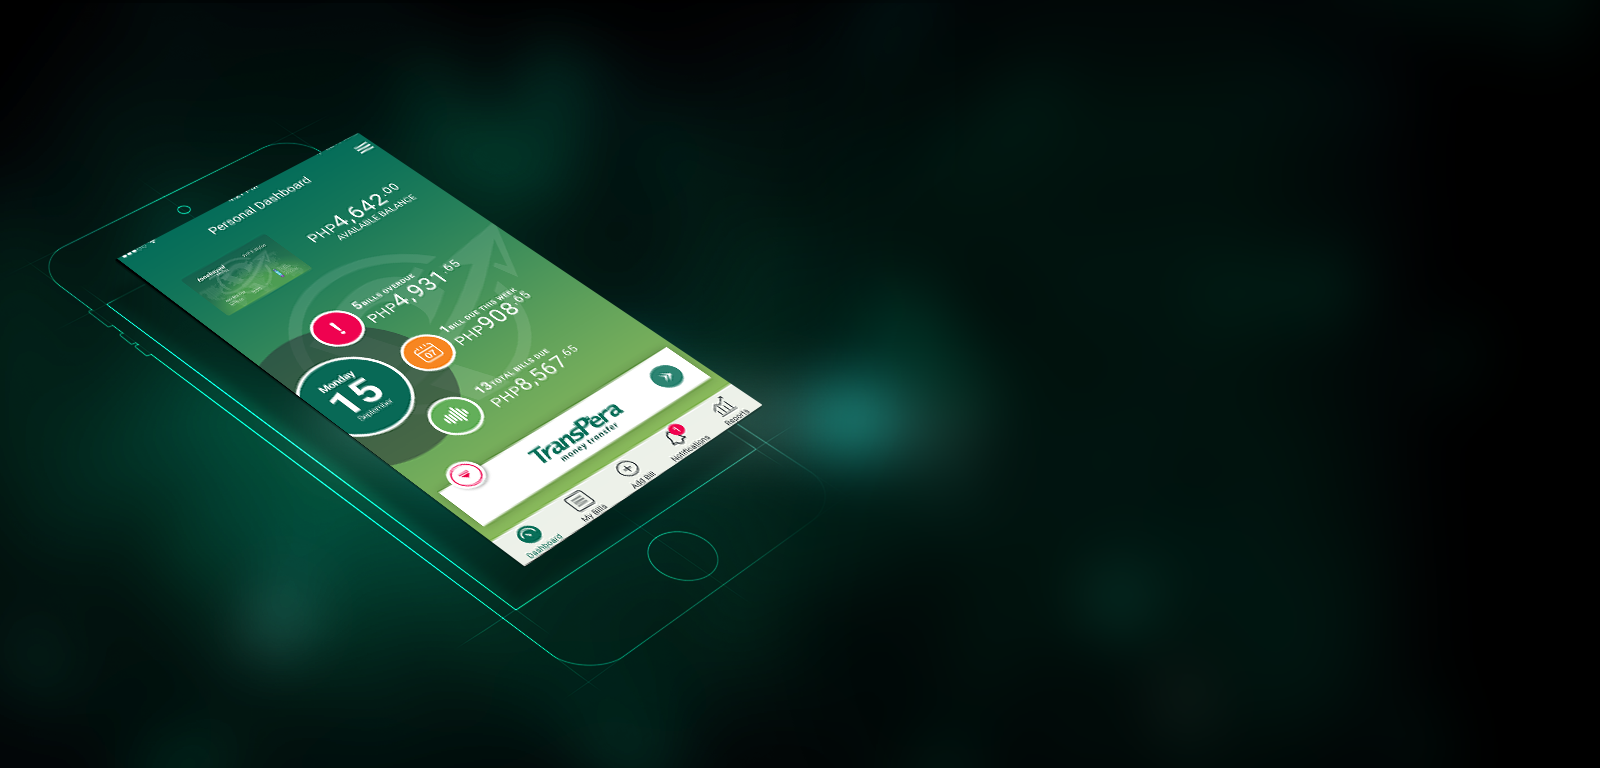 Personal Dashboard
PHP4,642.00
AVAILABLE BALANCE
5 BILLS OVERDUE
PHP4,931.65
1 BILL DUE THIS WEEK
PHP908.65
07
13 TOTAL BILLS DUE
PHP8,567.65
Monday
15
September
TransPera
money transfer
Dashboard
My Bills
Add Bill
1
Notifications
Reports